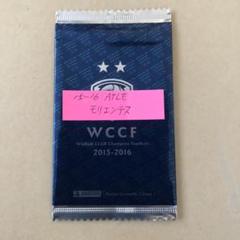 15-16 ATLE
モリエンテス
WCCF
WORLD CLUB Champion Football
2015-2016